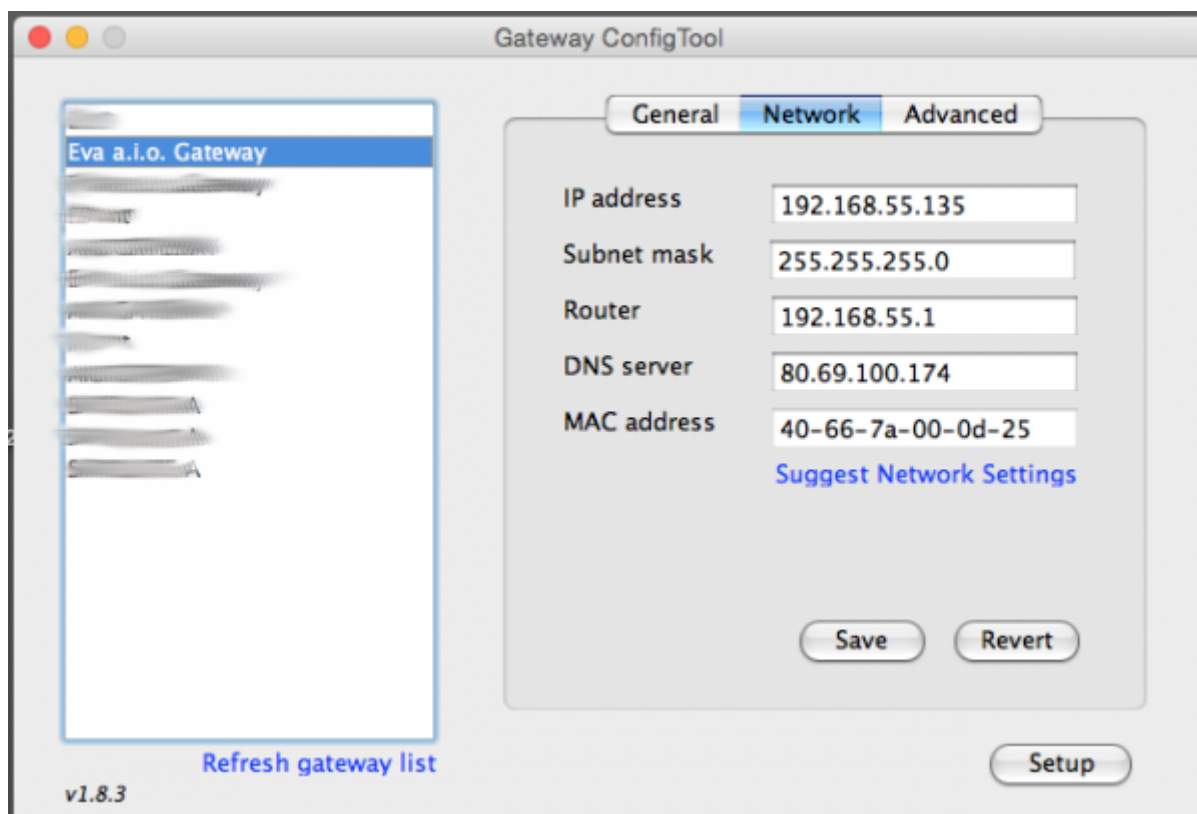 Gateway ConfigTool
Eva a.i.o. Gateway
General Network Advanced
IP address 192.168.55.135
Subnet mask 255.255.255.0
Router 192.168.55.1
DNS server 80.69.100.174
MAC address 40-66-7a-00-0d-25
Suggest Network Settings
Save Revert
Refresh gateway list
Setup
v1.8.3